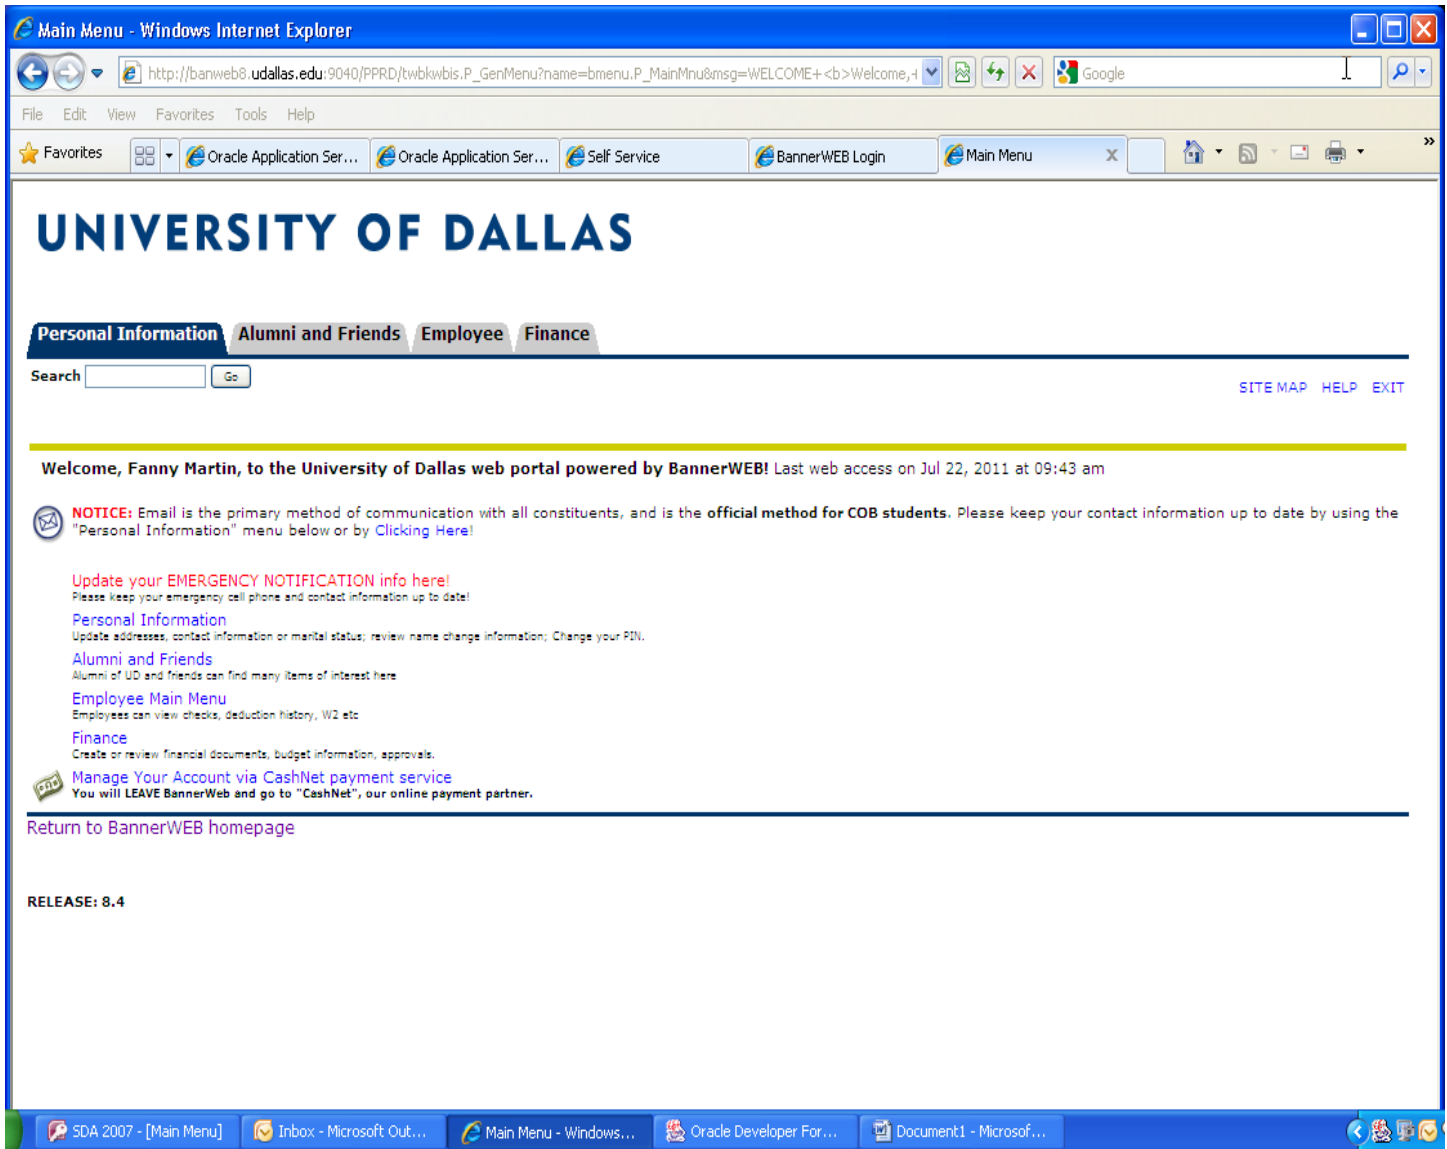 Main Menu - Windows Internet Explorer
http://banweb8.udallas.edu:9040/PPRD/twbkwbis.P_GenMenu?name=bmenu.P_MainMnu&msg=WELCOME+<b>Welcome,+
Google
File Edit View Favorites Tools Help
Favorites Oracle Application Ser... Oracle Application Ser... Self Service BannerWEB Login Main Menu X »
UNIVERSITY OF DALLAS
Personal Information Alumni and Friends Employee Finance
Search Go
SITE MAP HELP EXIT
Welcome, Fanny Martin, to the University of Dallas web portal powered by BannerWEB! Last web access on Jul 22, 2011 at 09:43 am
NOTICE: Email is the primary method of communication with all constituents, and is the official method for COB students. Please keep your contact information up to date by using the
"Personal Information" menu below or by Clicking Here!
Update your EMERGENCY NOTIFICATION info here!
Please keep your emergency cell phone and contact information up to date!
Personal Information
Update addresses, contact information or marital status; review name change information; Change your PIN.
Alumni and Friends
Alumni of UD and friends can find many items of interest here
Employee Main Menu
Employees can view checks, deduction history, W2 etc
Finance
Create or review financial documents, budget information, approvals.
Manage Your Account via CashNet payment service
You will LEAVE BannerWeb and go to "CashNet", our online payment partner.
Return to BannerWEB homepage
RELEASE: 8.4
SDA 2007 - [Main Menu] Inbox - Microsoft Out... Main Menu - Windows... Oracle Developer For... Document1 - Microsof...